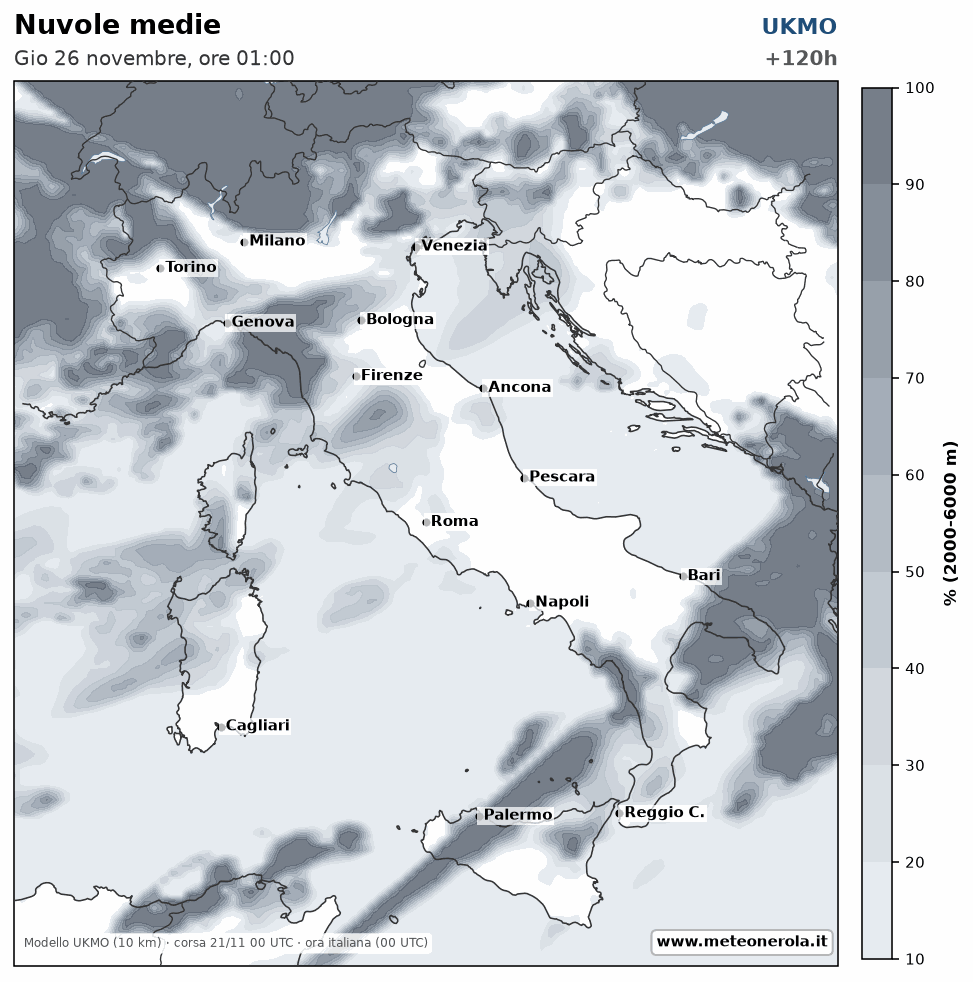 Nuvole medie
UKMO
Gio 26 novembre, ore 01:00
+120h
Milano
Venezia
Torino
Genova
Bologna
Firenze
Ancona
Pescara
Roma
Bari
Napoli
Cagliari
Palermo
Reggio C.
Modello UKMO (10 km) · corsa 21/11 00 UTC · ora italiana (00 UTC)
www.meteonerola.it
100
90
80
70
60
50
40
30
20
10
% (2000-6000 m)